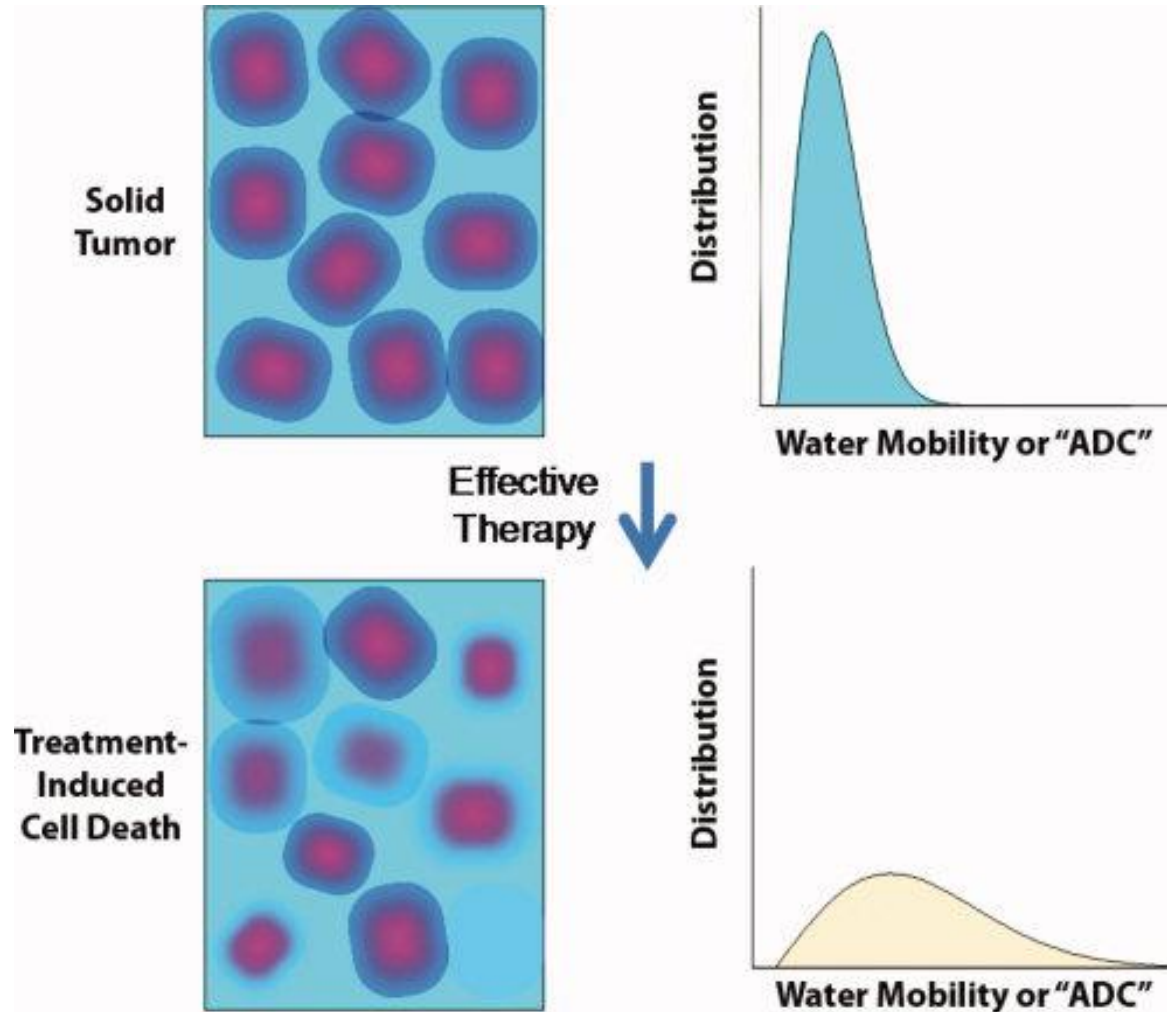 Solid
Tumor
Distribution
Water Mobility or "ADC"
Effective
Therapy
Treatment-
Induced
Cell Death
Distribution
Water Mobility or "ADC"